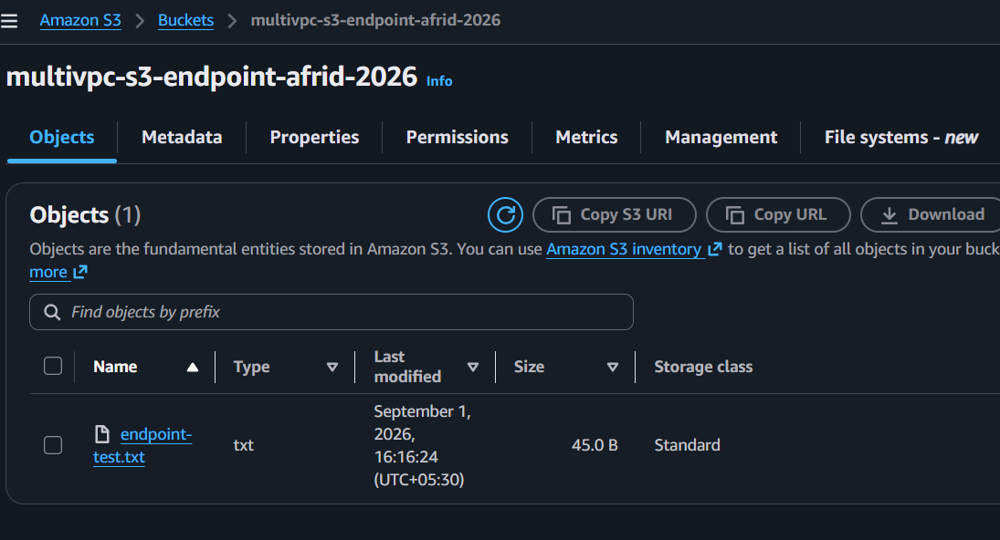 Amazon S3 > Buckets > multivpc-s3-endpoint-afrid-2026
multivpc-s3-endpoint-afrid-2026 Info
Objects Metadata Properties Permissions Metrics Management File systems - new
Objects (1) Copy S3 URI Copy URL Download
Objects are the fundamental entities stored in Amazon S3. You can use Amazon S3 inventory to get a list of all objects in your buck
more
Find objects by prefix
Name Type Last modified Size Storage class
endpoint-test.txt txt September 1, 2026, 16:16:24 (UTC+05:30) 45.0 B Standard